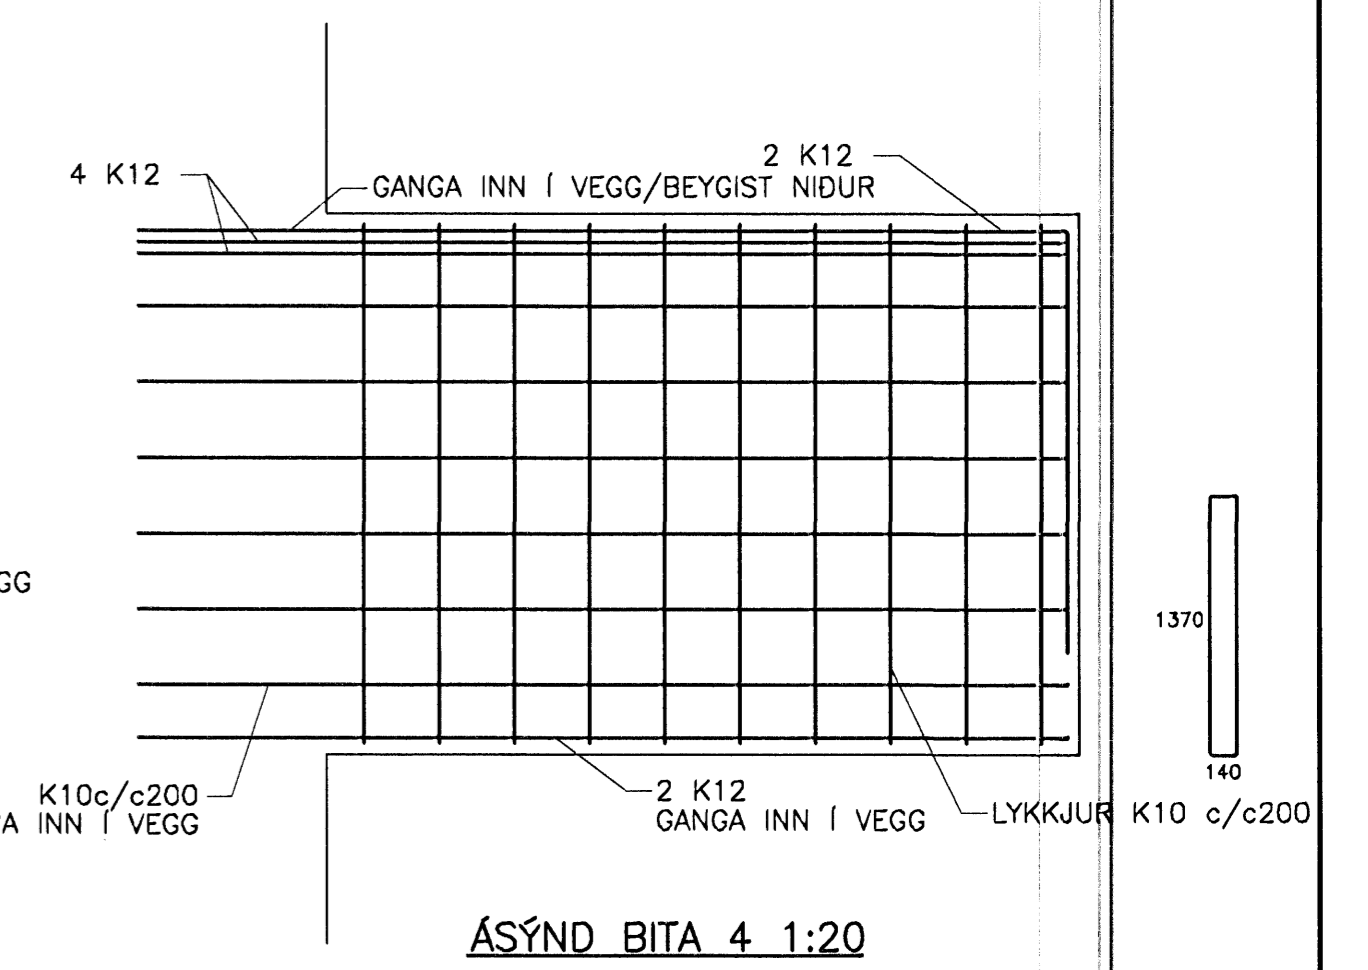 2 K12
4 K12
GANGA INN Í VEGG/BEYGIST NIÐUR
GG
1370
140
K10c/c200
A INN Í VEGG
2 K12
GANGA INN Í VEGG
LYKKJUR K10 c/c200
ÁSÝND BITA 4 1:20